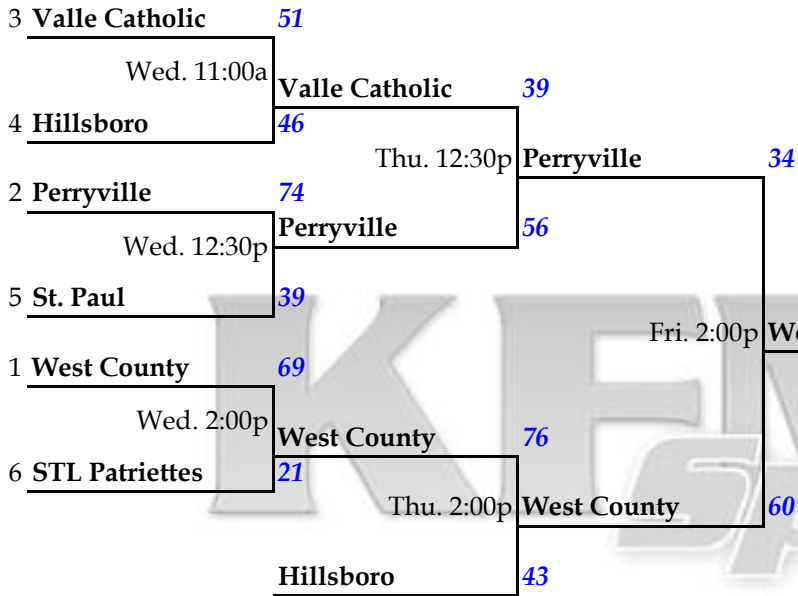 3 Valle Catholic 51
Wed. 11:00a
Valle Catholic 39
4 Hillsboro 46
Thu. 12:30p Perryville 34
2 Perryville 74
Perryville 56
Wed. 12:30p
5 St. Paul 39
Fri. 2:00p We
1 West County 69
Wed. 2:00p
West County 76
6 STL Patriettes 21
Thu. 2:00p West County 60
Hillsboro 43